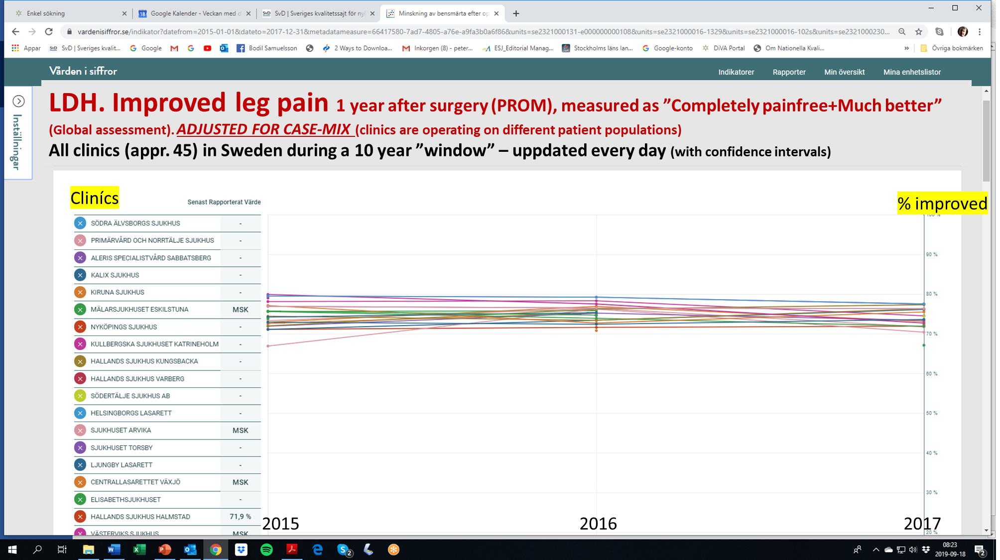 Enkel sökning
Google Kalender - Veckan med d
SvD | Sveriges kvalitetssajt för nyh
Minskning av bensmärta efter op
vardenisiffror.se/indikator?datefrom=2015-01-01&dateto=2017-12-31&metadatameasure=66417580-7ad7-4805-a76e-a9fa3b0a6f86&units=se2321000131-e000000000108&units=se2321000016-1329&units=se2321000016-102s&units=se2321000230...
Appar SvD | Sveriges kvalit... Google Bodil Samuelsson 2 Ways to Downloa... Inkorgen (8) - peter... ESJ_Editorial Manag... Stockholms läns lan... Google-konto DiVA Portal Om Nationella Kvali... » Övriga bokmärken
Vården i siffror
Indikatorer Rapporter Min översikt Mina enhetslistor
Inställningar
LDH. Improved leg pain 1 year after surgery (PROM), measured as ”Completely painfree+Much better”
(Global assessment). ADJUSTED FOR CASE-MIX (clinics are operating on different patient populations)
All clinics (appr. 45) in Sweden during a 10 year ”window” – uppdated every day (with confidence intervals)
Clinícs
Senast Rapporterat Värde
% improved
SÖDRA ÄLVSBORGS SJUKHUS -
PRIMÄRVÅRD OCH NORRTÄLJE SJUKHUS -
ALERIS SPECIALISTVÅRD SABBATSBERG -
KALIX SJUKHUS -
KIRUNA SJUKHUS -
MÄLARSJUKHUSET ESKILSTUNA MSK
NYKÖPINGS SJUKHUS -
KULLBERGSKA SJUKHUSET KATRINEHOLM -
HALLANDS SJUKHUS KUNGSBACKA -
HALLANDS SJUKHUS VARBERG -
SÖDERTÄLJE SJUKHUS AB -
HELSINGBORGS LASARETT -
SJUKHUSET ARVIKA MSK
SJUKHUSET TORSBY -
LJUNGBY LASARETT -
CENTRALLASARETTET VÄXJÖ MSK
ELISABETHSJUKHUSET -
HALLANDS SJUKHUS HALMSTAD 71,9 %
VÄSTERVIKS SJUKHUS MSK
100 %
90 %
80 %
70 %
60 %
50 %
40 %
30 %
20 %
2015 2016 2017
08:23
2019-09-18